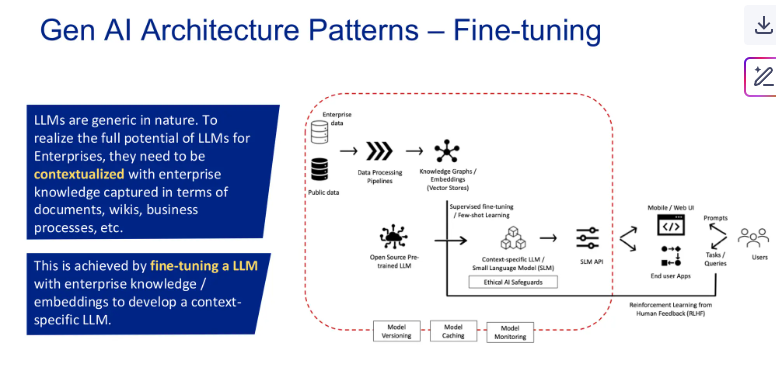 Gen AI Architecture Patterns – Fine-tuning
LLMs are generic in nature. To
realize the full potential of LLMs for
Enterprises, they need to be
contextualized with enterprise
knowledge captured in terms of
documents, wikis, business
processes, etc.
This is achieved by fine-tuning a LLM
with enterprise knowledge /
embeddings to develop a context-
specific LLM.
Enterprise
data
Public data
Data Processing
Pipelines
Knowledge Graphs /
Embeddings
(Vector Stores)
Supervised fine-tuning
/ Few-shot Learning
Open Source Pre-
trained LLM
Context-specific LLM /
Small Language Model (SLM)
Ethical AI Safeguards
SLM API
Mobile / Web UI
</>
End user Apps
Prompts
Tasks /
Queries
Users
Reinforcement Learning from
Human Feedback (RLHF)
Model
Versioning
Model
Caching
Model
Monitoring